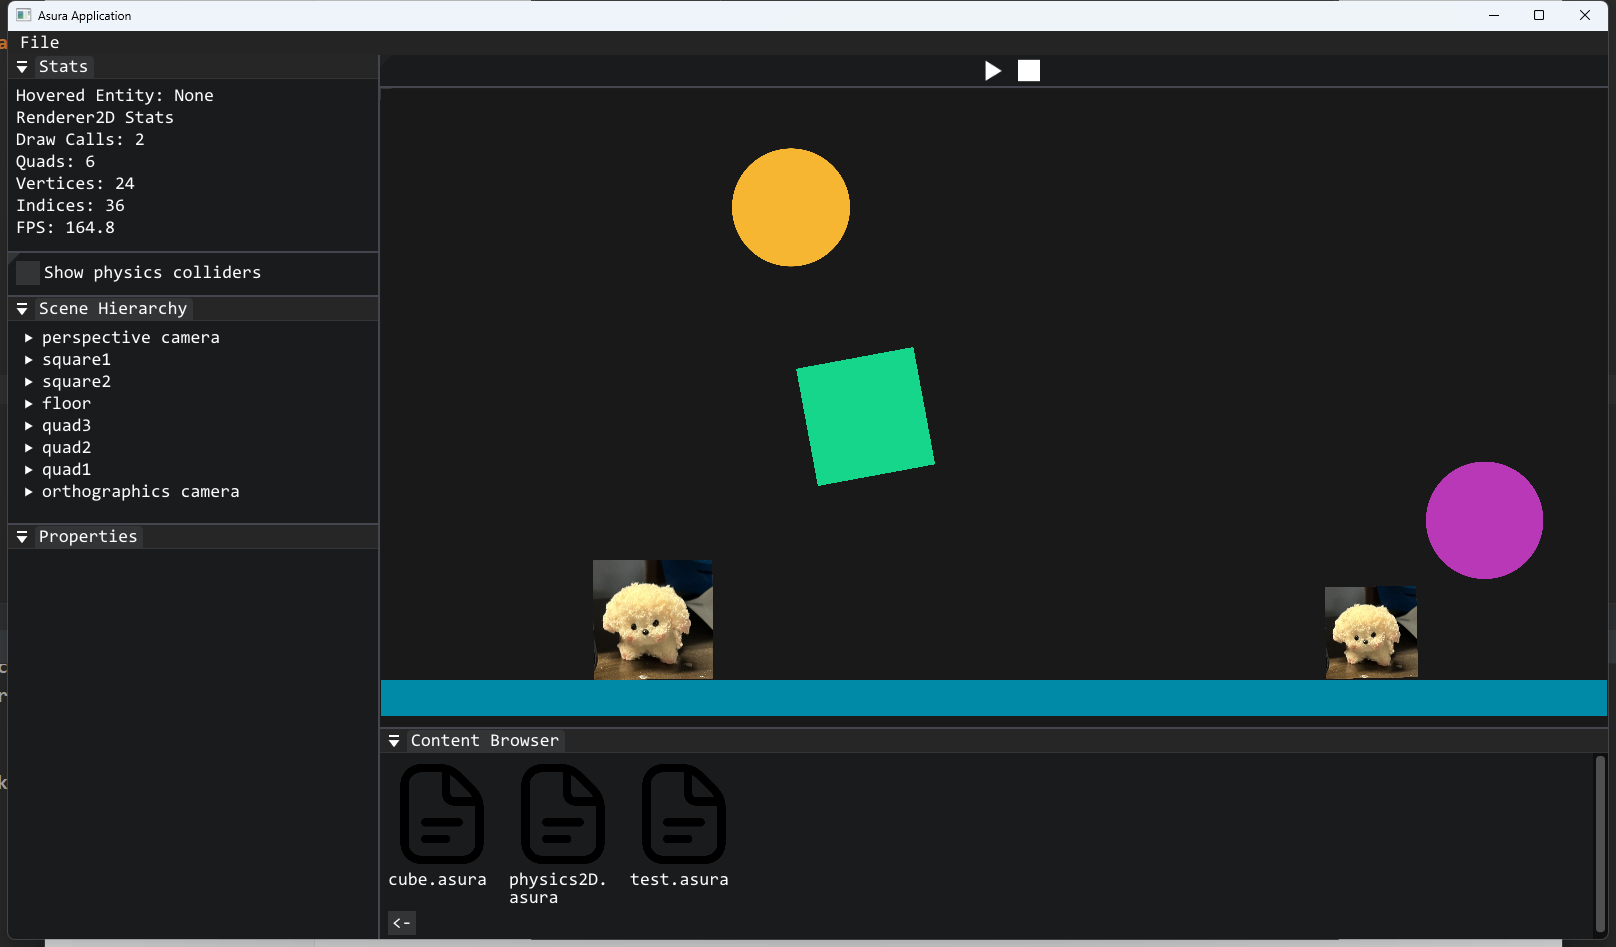 Asura Application
File
Stats
Hovered Entity: None
Renderer2D Stats
Draw Calls: 2
Quads: 6
Vertices: 24
Indices: 36
FPS: 164.8
Show physics colliders
Scene Hierarchy
perspective camera
square1
square2
floor
quad3
quad2
quad1
orthographics camera
Properties
Content Browser
cube.asura
physics2D.
asura
test.asura
<-